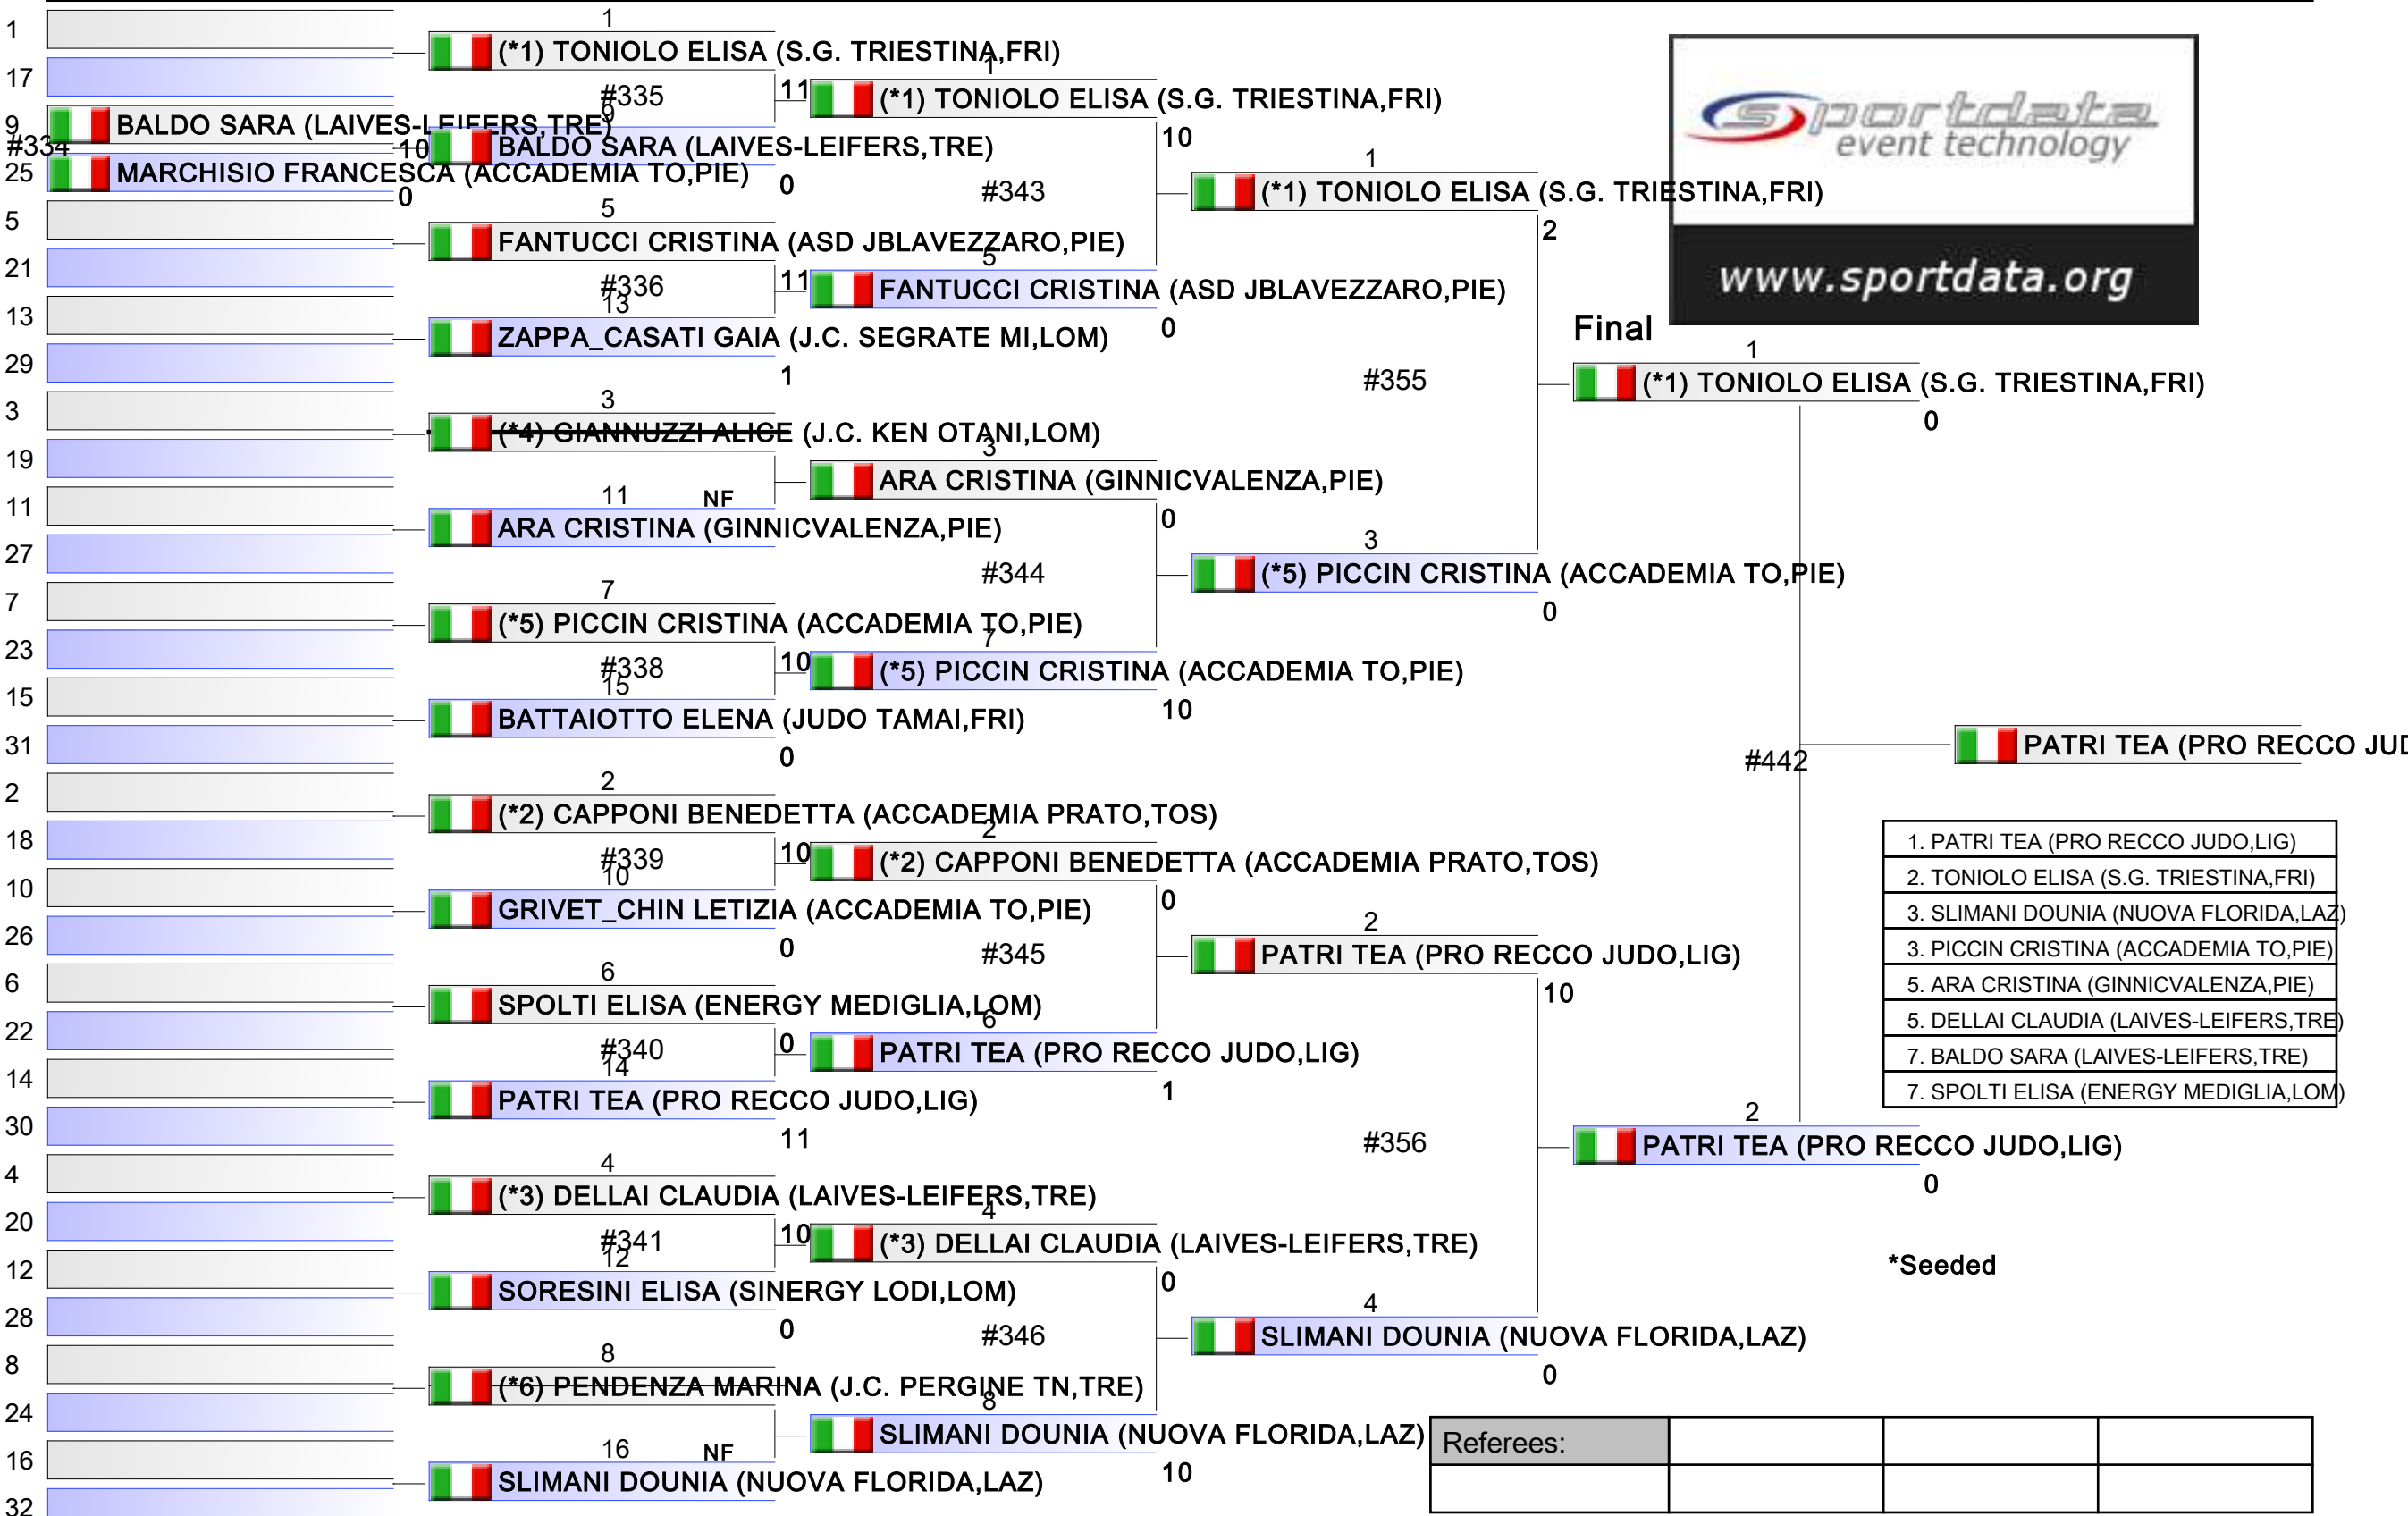 1
17
9
25
5
21
13
29
3
19
11
27
7
23
15
31
2
18
10
26
6
22
14
30
4
20
12
28
8
24
16
32
BALDO SARA (LAIVES-LEIFERS,TRE)
#334
10
MARCHISIO FRANCESCA (ACCADEMIA TO,PIE)
0
1
(*1) TONIOLO ELISA (S.G. TRIESTINA,FRI)
#335
11
9
BALDO SARA (LAIVES-LEIFERS,TRE)
0
5
FANTUCCI CRISTINA (ASD JBLAVEZZARO,PIE)
#336
11
13
ZAPPA_CASATI GAIA (J.C. SEGRATE MI,LOM)
1
3
(*4) GIANNUZZI ALICE (J.C. KEN OTANI,LOM)
11
NF
ARA CRISTINA (GINNICVALENZA,PIE)
7
(*5) PICCIN CRISTINA (ACCADEMIA TO,PIE)
#338
10
15
BATTAIOTTO ELENA (JUDO TAMAI,FRI)
0
2
(*2) CAPPONI BENEDETTA (ACCADEMIA PRATO,TOS)
#339
10
10
GRIVET_CHIN LETIZIA (ACCADEMIA TO,PIE)
0
6
SPOLTI ELISA (ENERGY MEDIGLIA,LOM)
#340
0
14
PATRI TEA (PRO RECCO JUDO,LIG)
11
4
(*3) DELLAI CLAUDIA (LAIVES-LEIFERS,TRE)
#341
10
12
SORESINI ELISA (SINERGY LODI,LOM)
0
8
(*6) PENDENZA MARINA (J.C. PERGINE TN,TRE)
16
NF
SLIMANI DOUNIA (NUOVA FLORIDA,LAZ)
1
(*1) TONIOLO ELISA (S.G. TRIESTINA,FRI)
10
#343
5
FANTUCCI CRISTINA (ASD JBLAVEZZARO,PIE)
0
3
ARA CRISTINA (GINNICVALENZA,PIE)
0
#344
7
(*5) PICCIN CRISTINA (ACCADEMIA TO,PIE)
10
2
(*2) CAPPONI BENEDETTA (ACCADEMIA PRATO,TOS)
0
#345
6
PATRI TEA (PRO RECCO JUDO,LIG)
1
4
(*3) DELLAI CLAUDIA (LAIVES-LEIFERS,TRE)
0
#346
8
SLIMANI DOUNIA (NUOVA FLORIDA,LAZ)
10
1
(*1) TONIOLO ELISA (S.G. TRIESTINA,FRI)
2
#355
3
(*5) PICCIN CRISTINA (ACCADEMIA TO,PIE)
0
2
PATRI TEA (PRO RECCO JUDO,LIG)
10
#356
4
SLIMANI DOUNIA (NUOVA FLORIDA,LAZ)
0
sportdata
event technology
www.sportdata.org
Final
1
(*1) TONIOLO ELISA (S.G. TRIESTINA,FRI)
0
#442
2
PATRI TEA (PRO RECCO JUDO,LIG)
0
PATRI TEA (PRO RECCO JUD
1. PATRI TEA (PRO RECCO JUDO,LIG)
2. TONIOLO ELISA (S.G. TRIESTINA,FRI)
3. SLIMANI DOUNIA (NUOVA FLORIDA,LAZ)
3. PICCIN CRISTINA (ACCADEMIA TO,PIE)
5. ARA CRISTINA (GINNICVALENZA,PIE)
5. DELLAI CLAUDIA (LAIVES-LEIFERS,TRE)
7. BALDO SARA (LAIVES-LEIFERS,TRE)
7. SPOLTI ELISA (ENERGY MEDIGLIA,LOM)
*Seeded
Referees: